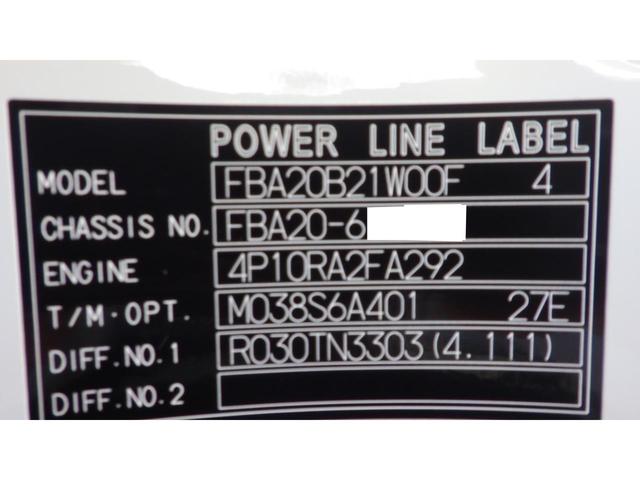 POWER LINE LABEL
MODEL FBA20B21W00F 4
CHASSIS NO. FBA20-6
ENGINE 4P10RA2FA292
T/M·OPT. M038S6A401 27E
DIFF.NO.1 R030TN3303(4.111)
DIFF.NO.2